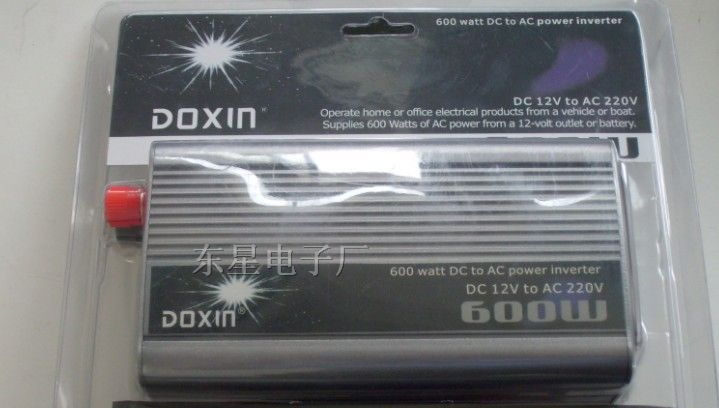 600 watt DC to AC power inverter
DOXIN®
DC 12V to AC 220V
Operate home or office electrical products from a vehicle or boat.
Supplies 600 Watts of AC power from a 12-volt outlet or battery.
东星电子厂
600 watt DC to AC power inverter
DC 12V to AC 220V
DOXIN®
600W